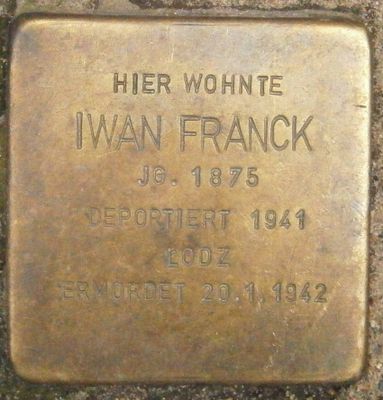 HIER WOHNTE
IWAN FRANCK
JG. 1875
DEPORTIERT 1941
LODZ
ERMORDET 20.1.1942